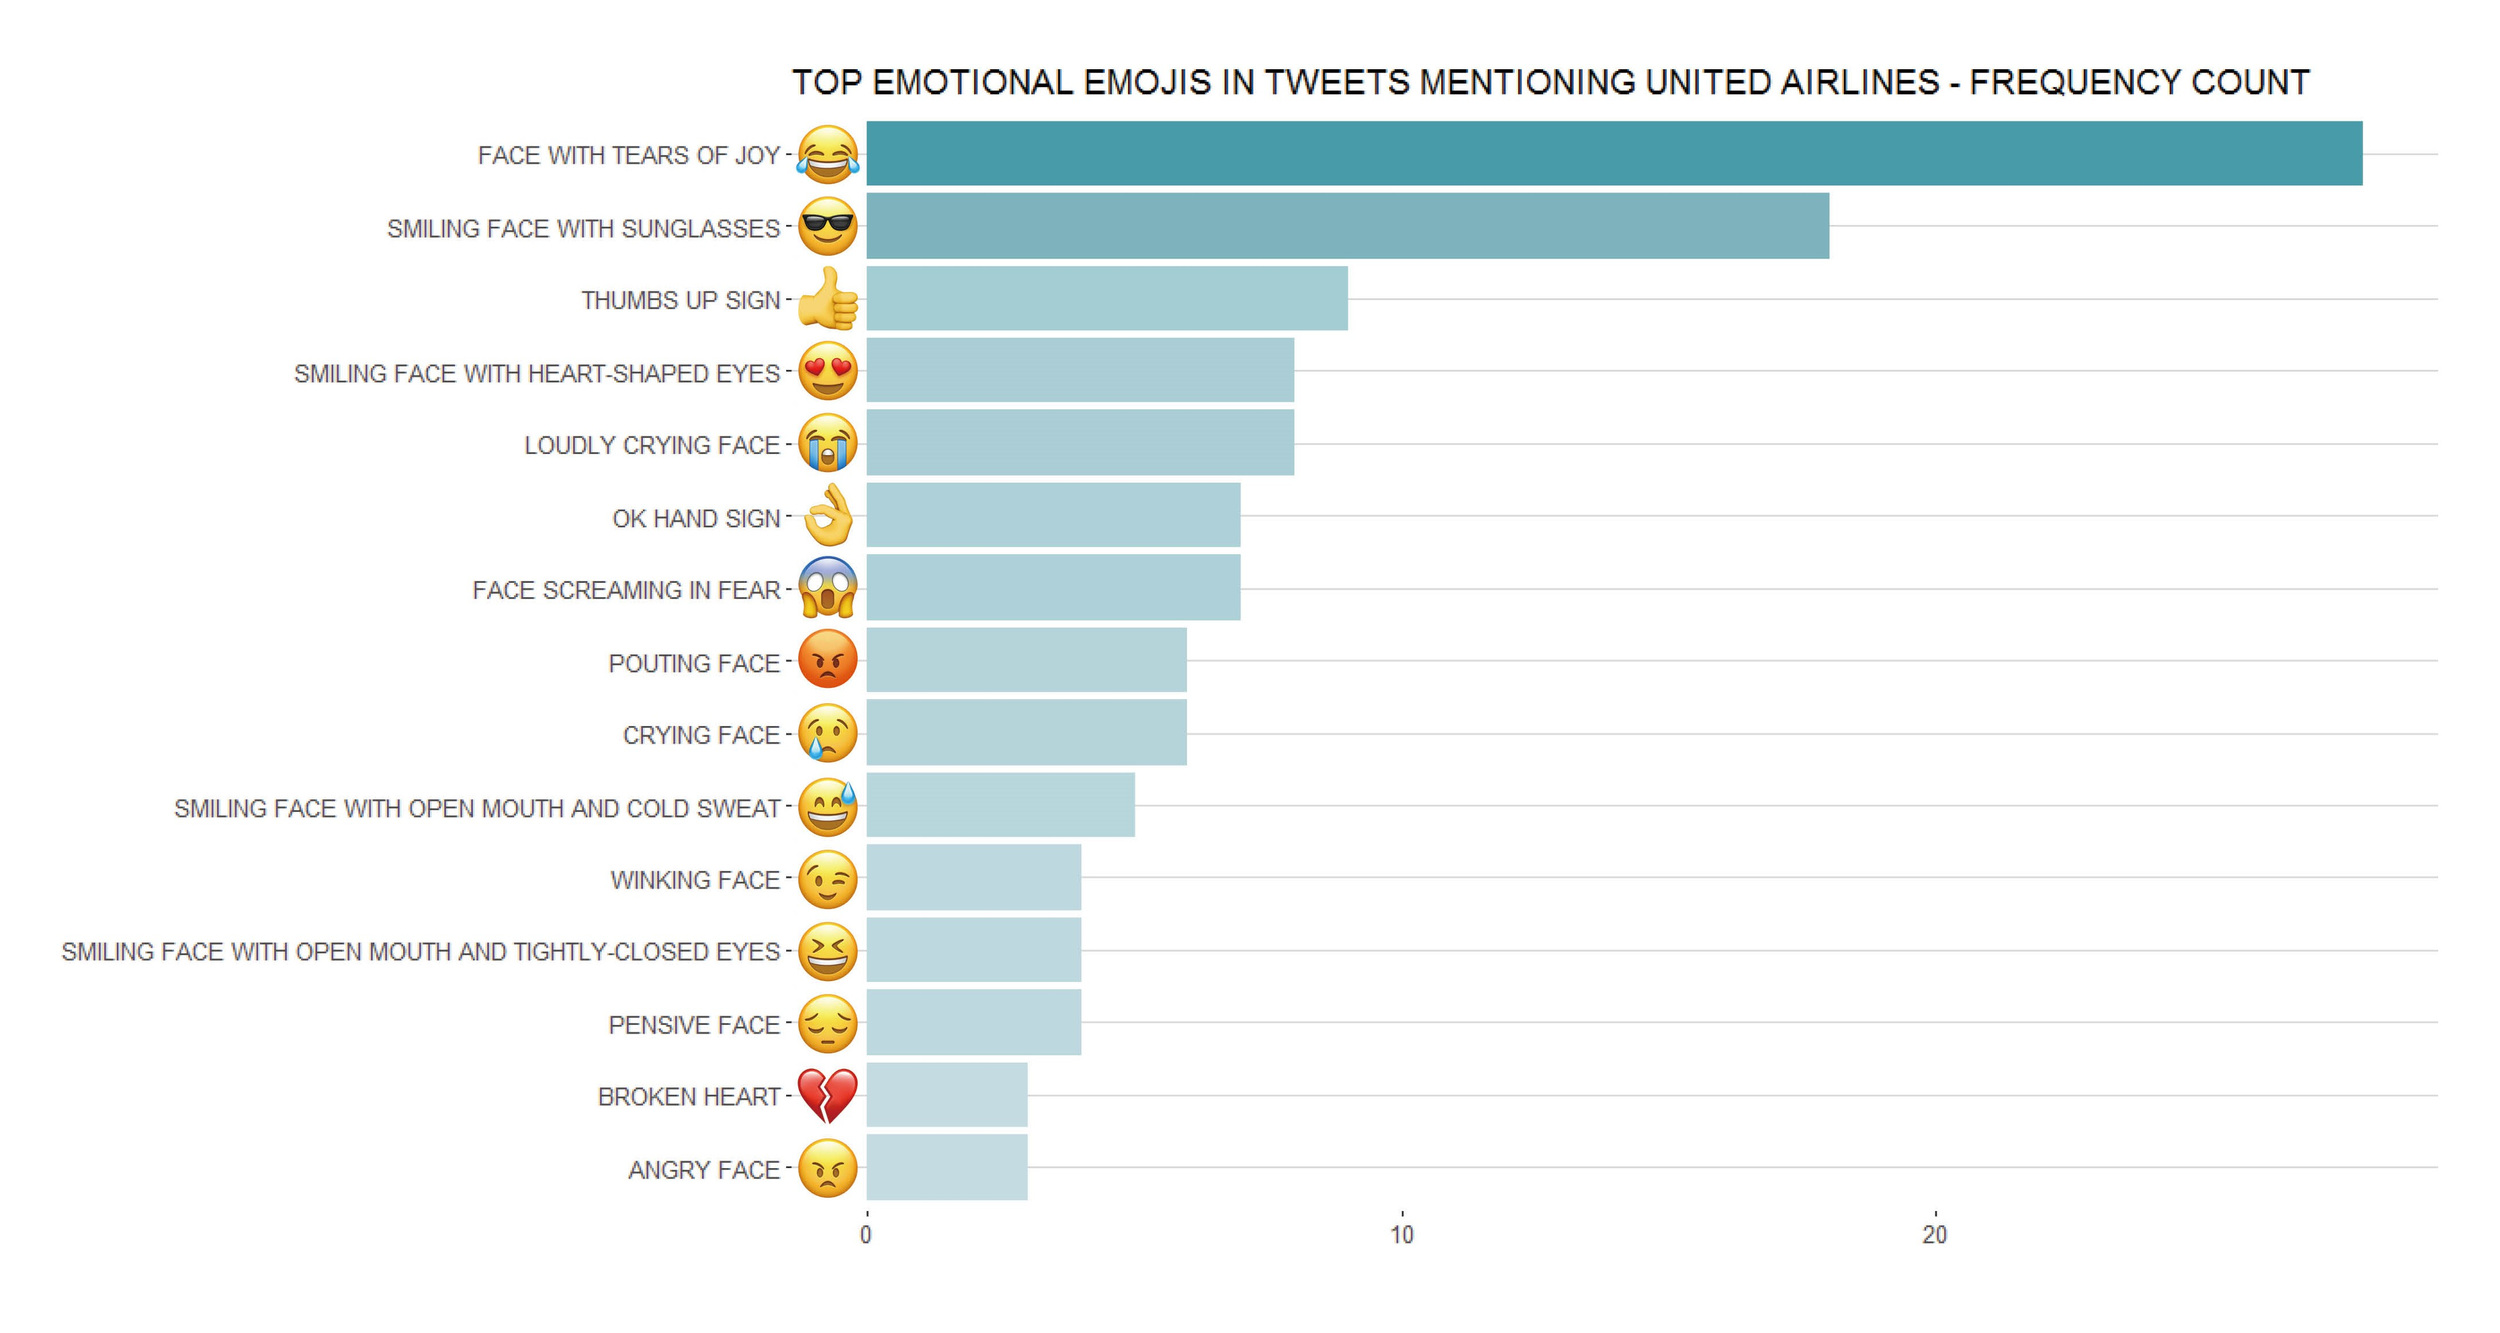 TOP EMOTIONAL EMOJIS IN TWEETS MENTIONING UNITED AIRLINES - FREQUENCY COUNT
FACE WITH TEARS OF JOY
SMILING FACE WITH SUNGLASSES
THUMBS UP SIGN
SMILING FACE WITH HEART-SHAPED EYES
LOUDLY CRYING FACE
OK HAND SIGN
FACE SCREAMING IN FEAR
POUTING FACE
CRYING FACE
SMILING FACE WITH OPEN MOUTH AND COLD SWEAT
WINKING FACE
SMILING FACE WITH OPEN MOUTH AND TIGHTLY-CLOSED EYES
PENSIVE FACE
BROKEN HEART
ANGRY FACE
0 10 20